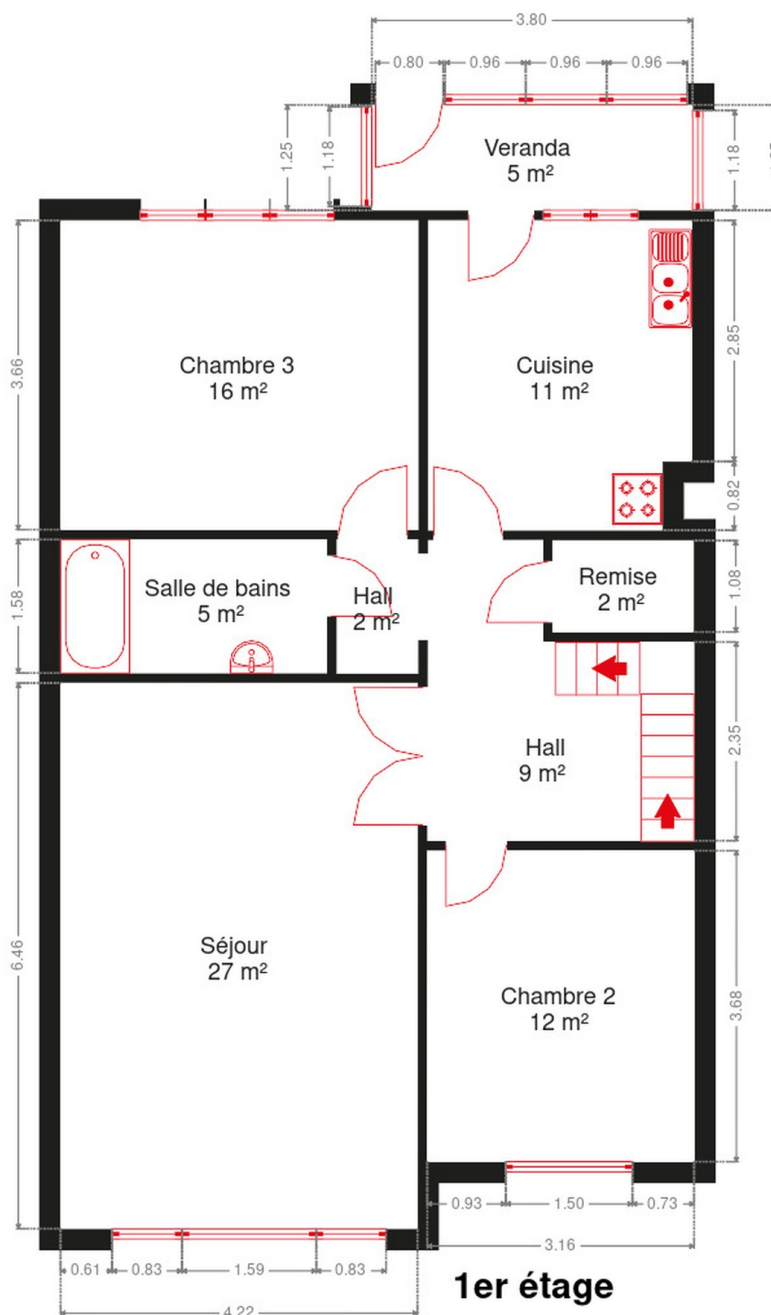 3.80
0.80
0.96
0.96
0.96
1.25
1.18
Veranda
5 m²
1.18
3.66
Chambre 3
16 m²
Cuisine
11 m²
2.85
0.82
1.58
Salle de bains
5 m²
Hall
2 m²
Remise
2 m²
1.08
Hall
9 m²
2.35
6.46
Séjour
27 m²
Chambre 2
12 m²
3.68
0.93
1.50
0.73
3.16
0.61
0.83
1.59
0.83
4.22
1er étage